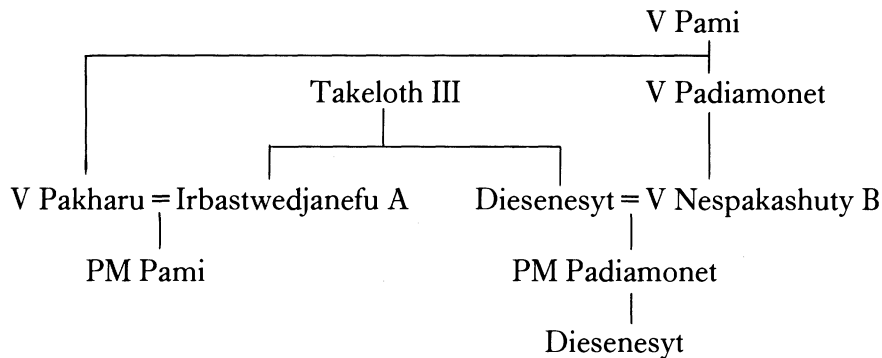 V Pami
Takeloth III V Padiamonet
V Pakharu = Irbastwedjanefu A Diesenesyt = V Nespakashuty B
PM Pami PM Padiamonet
Diesenesyt